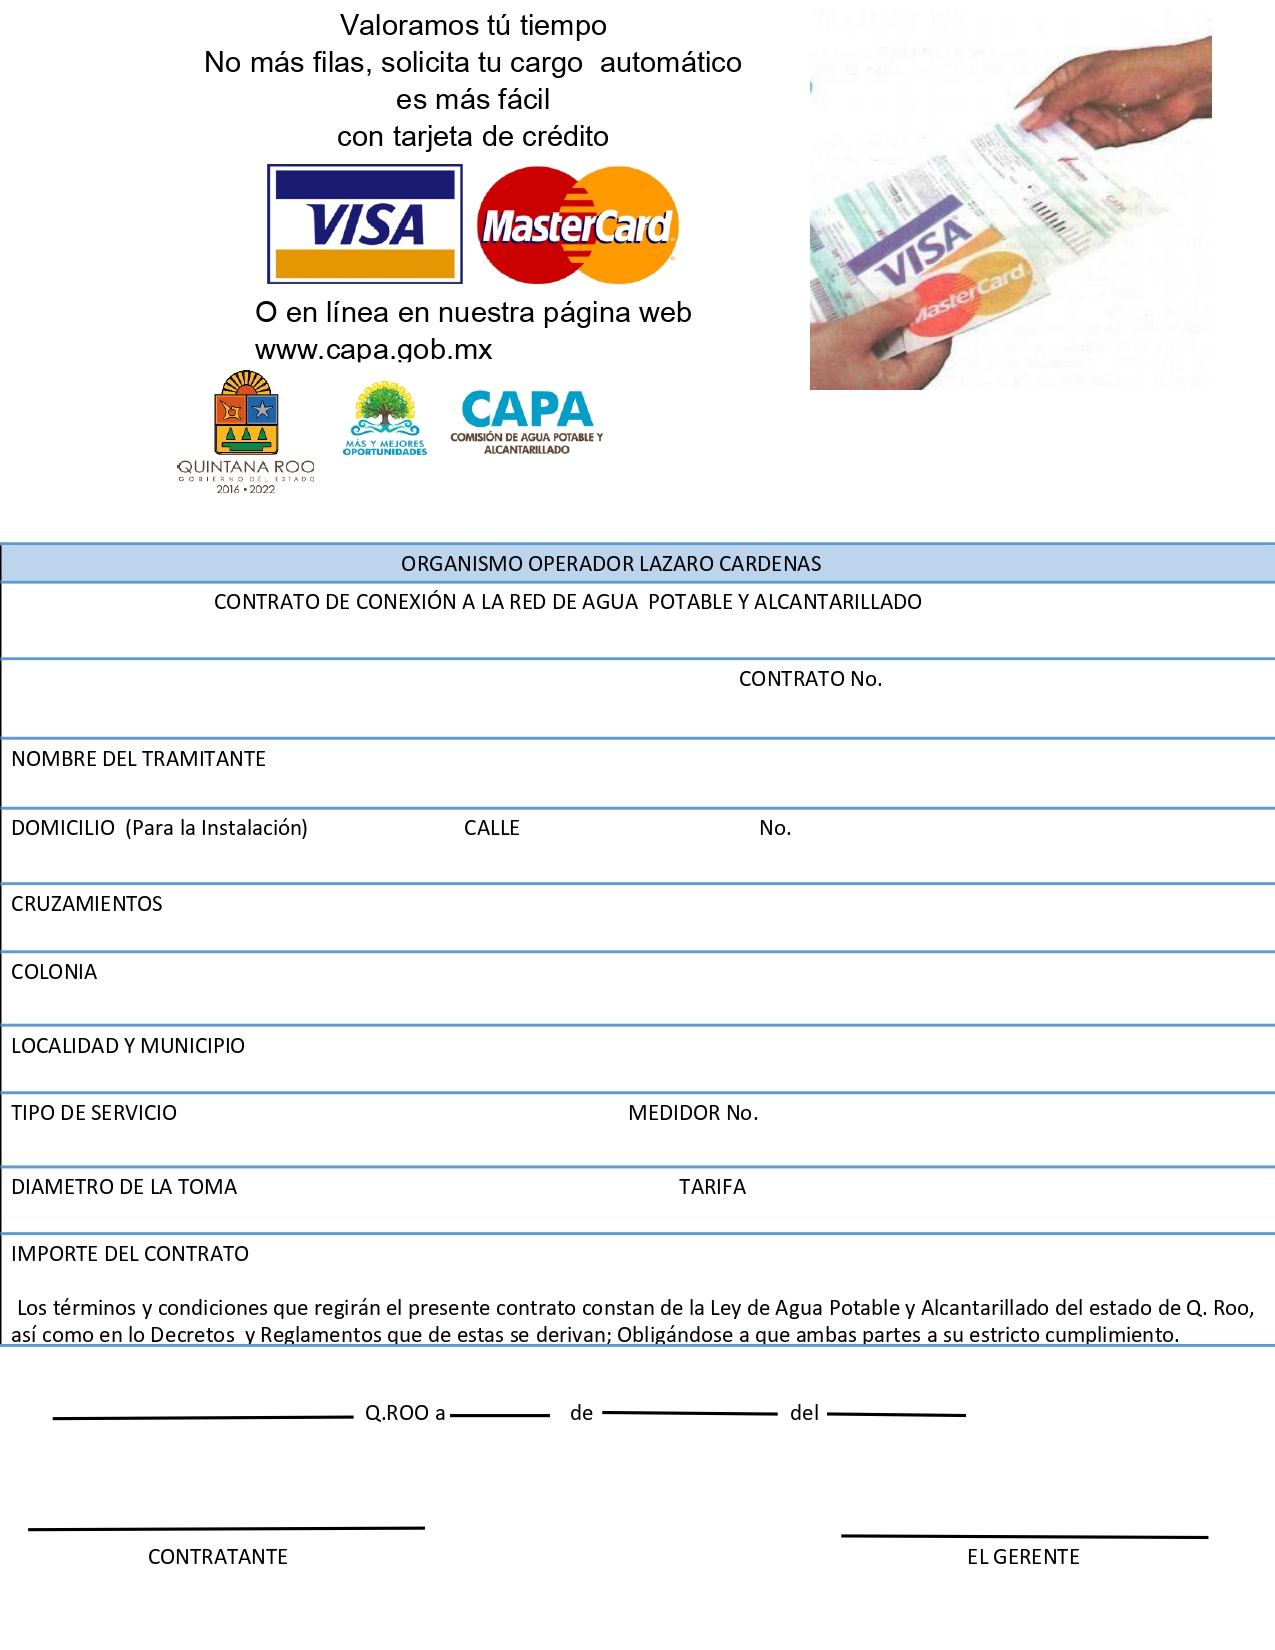 Valoramos tú tiempo
No más filas, solicita tu cargo  automático
es más fácil
con tarjeta de crédito
VISA MasterCard
VISA
MasterCard
O en línea en nuestra página web
www.capa.gob.mx
QUINTANA ROO
GOBIERNO DEL ESTADO
2016 • 2022
MÁS Y MEJORES
OPORTUNIDADES
CAPA
COMISIÓN DE AGUA POTABLE Y
ALCANTARILLADO
ORGANISMO OPERADOR LAZARO CARDENAS
CONTRATO DE CONEXIÓN A LA RED DE AGUA  POTABLE Y ALCANTARILLADO
CONTRATO No.
NOMBRE DEL TRAMITANTE
DOMICILIO  (Para la Instalación) CALLE No.
CRUZAMIENTOS
COLONIA
LOCALIDAD Y MUNICIPIO
TIPO DE SERVICIO MEDIDOR No.
DIAMETRO DE LA TOMA TARIFA
IMPORTE DEL CONTRATO
Los términos y condiciones que regirán el presente contrato constan de la Ley de Agua Potable y Alcantarillado del estado de Q. Roo,
así como en lo Decretos  y Reglamentos que de estas se derivan; Obligándose a que ambas partes a su estricto cumplimiento.
Q.ROO a de del
CONTRATANTE EL GERENTE